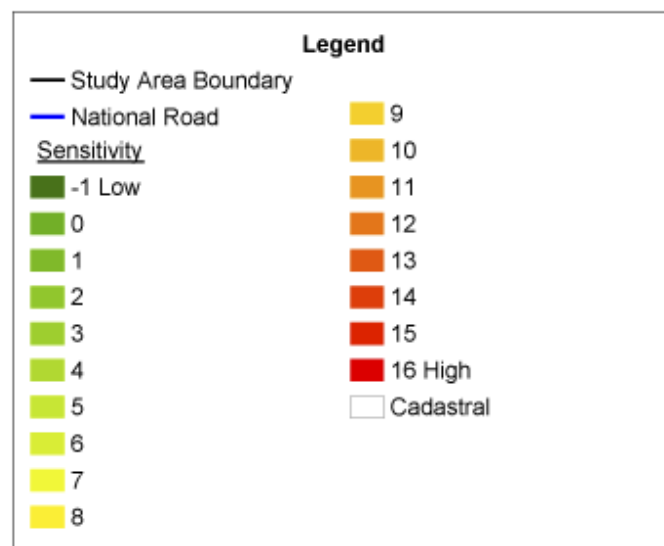 Legend
Study Area Boundary
National Road
Sensitivity
-1 Low
0
1
2
3
4
5
6
7
8
9
10
11
12
13
14
15
16 High
Cadastral